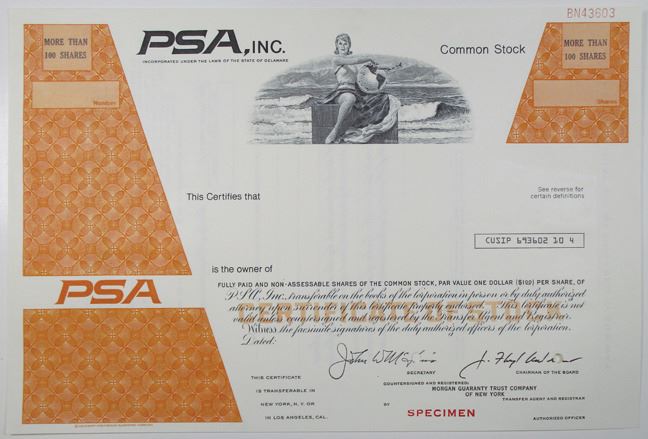 BN43603
MORE THAN
100 SHARES
PSA, INC.
INCORPORATED UNDER THE LAWS OF THE STATE OF DELAWARE
Common Stock
MORE THAN
100 SHARES
Number
Shares
This Certifies that
See reverse for
certain definitions
CUSIP 693602 10 4
is the owner of
FULLY PAID AND NON-ASSESSABLE SHARES OF THE COMMON STOCK, PAR VALUE ONE DOLLAR ($1.00) PER SHARE, OF
PSA, Inc., transferable on the books of the Corporation in person or by duly authorized
attorney upon surrender of this certificate properly endorsed. This certificate is not
valid unless countersigned and registered by the Transfer Agent and Registrar.
Witness the facsimile signatures of the duly authorized officers of the Corporation.
Dated:
PSA
SECRETARY
CHAIRMAN OF THE BOARD
THIS CERTIFICATE
IS TRANSFERABLE IN
NEW YORK, N.Y. OR
IN LOS ANGELES, CAL.
COUNTERSIGNED AND REGISTERED:
MORGAN GUARANTY TRUST COMPANY
OF NEW YORK
TRANSFER AGENT AND REGISTRAR
BY
SPECIMEN
AUTHORIZED OFFICER